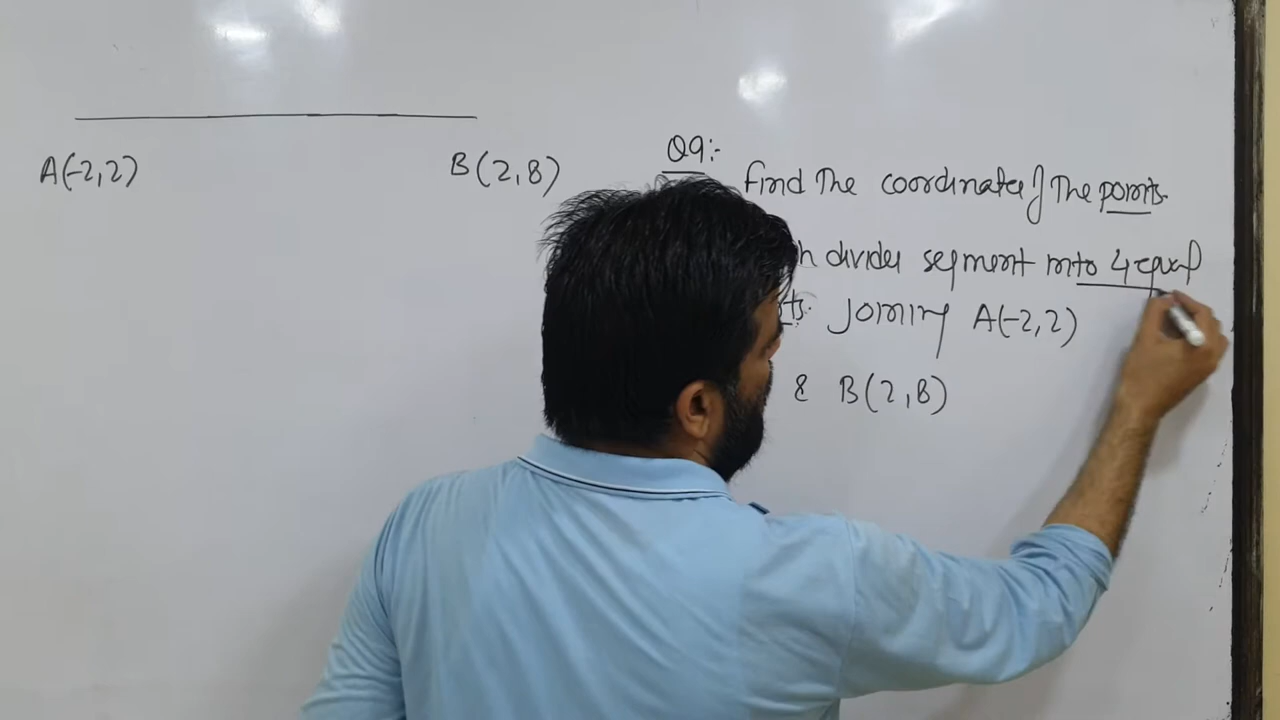 A(-2,2) B(2,8)
Q9:-
Find The coordinates of The points
divides segment into 4 equal
Joining A(-2,2)
& B(2,8)